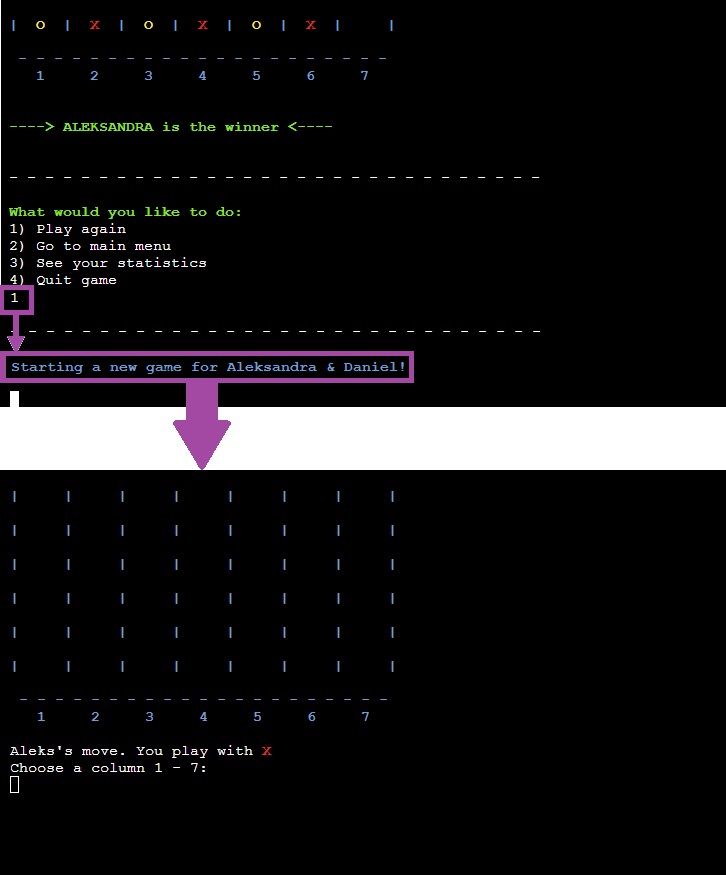 | O | X | O | X | O | X |   |
- - - - - - - - - - - - - - - - - - - - -
1 2 3 4 5 6 7
----> ALEKSANDRA is the winner <----
- - - - - - - - - - - - - - - - - - - - - - - - - - - - - -
What would you like to do:
1) Play again
2) Go to main menu
3) See your statistics
4) Quit game
1
- - - - - - - - - - - - - - - - - - - - - - - - - - - - - -
Starting a new game for Aleksandra & Daniel!
|   |   |   |   |   |   |   |
|   |   |   |   |   |   |   |
|   |   |   |   |   |   |   |
|   |   |   |   |   |   |   |
|   |   |   |   |   |   |   |
|   |   |   |   |   |   |   |
- - - - - - - - - - - - - - - - - - - - -
1 2 3 4 5 6 7
Aleks's move. You play with X
Choose a column 1 - 7: